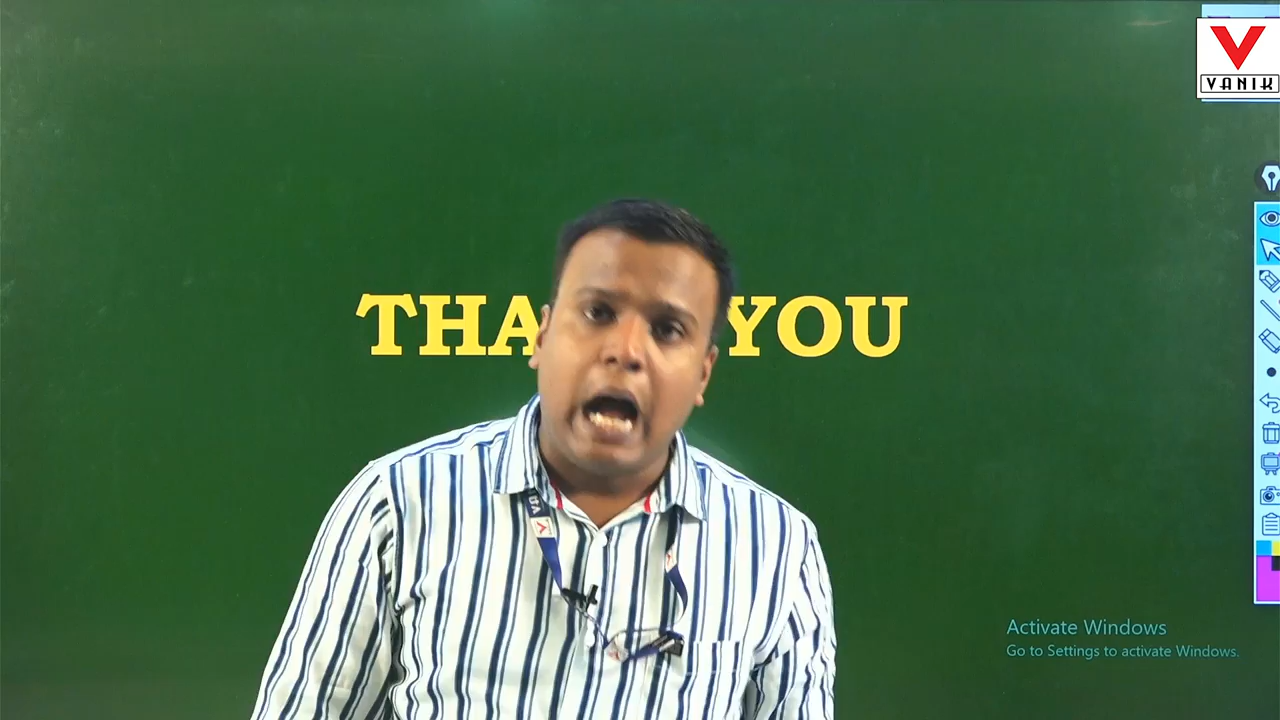 VANIK
THA YOU
Activate Windows
Go to Settings to activate Windows.